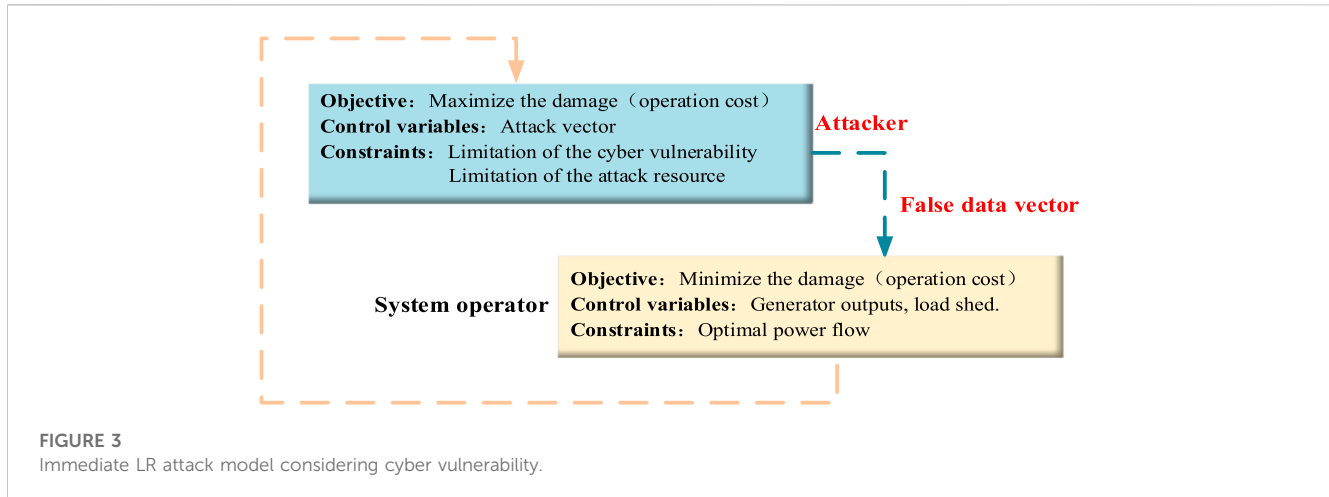 Objective：Maximize the damage（operation cost）
Control variables：Attack vector
Constraints：Limitation of the cyber vulnerability
Limitation of the attack resource
Attacker
False data vector
System operator
Objective：Minimize the damage（operation cost）
Control variables：Generator outputs, load shed.
Constraints：Optimal power flow
FIGURE 3
Immediate LR attack model considering cyber vulnerability.